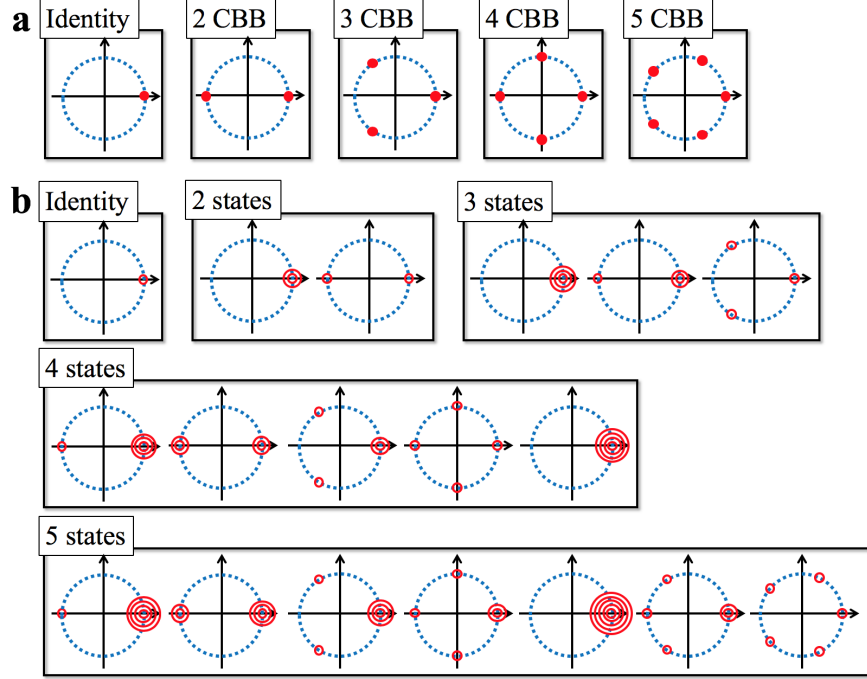 a
Identity
2 CBB
3 CBB
4 CBB
5 CBB
b
Identity
2 states
3 states
4 states
5 states